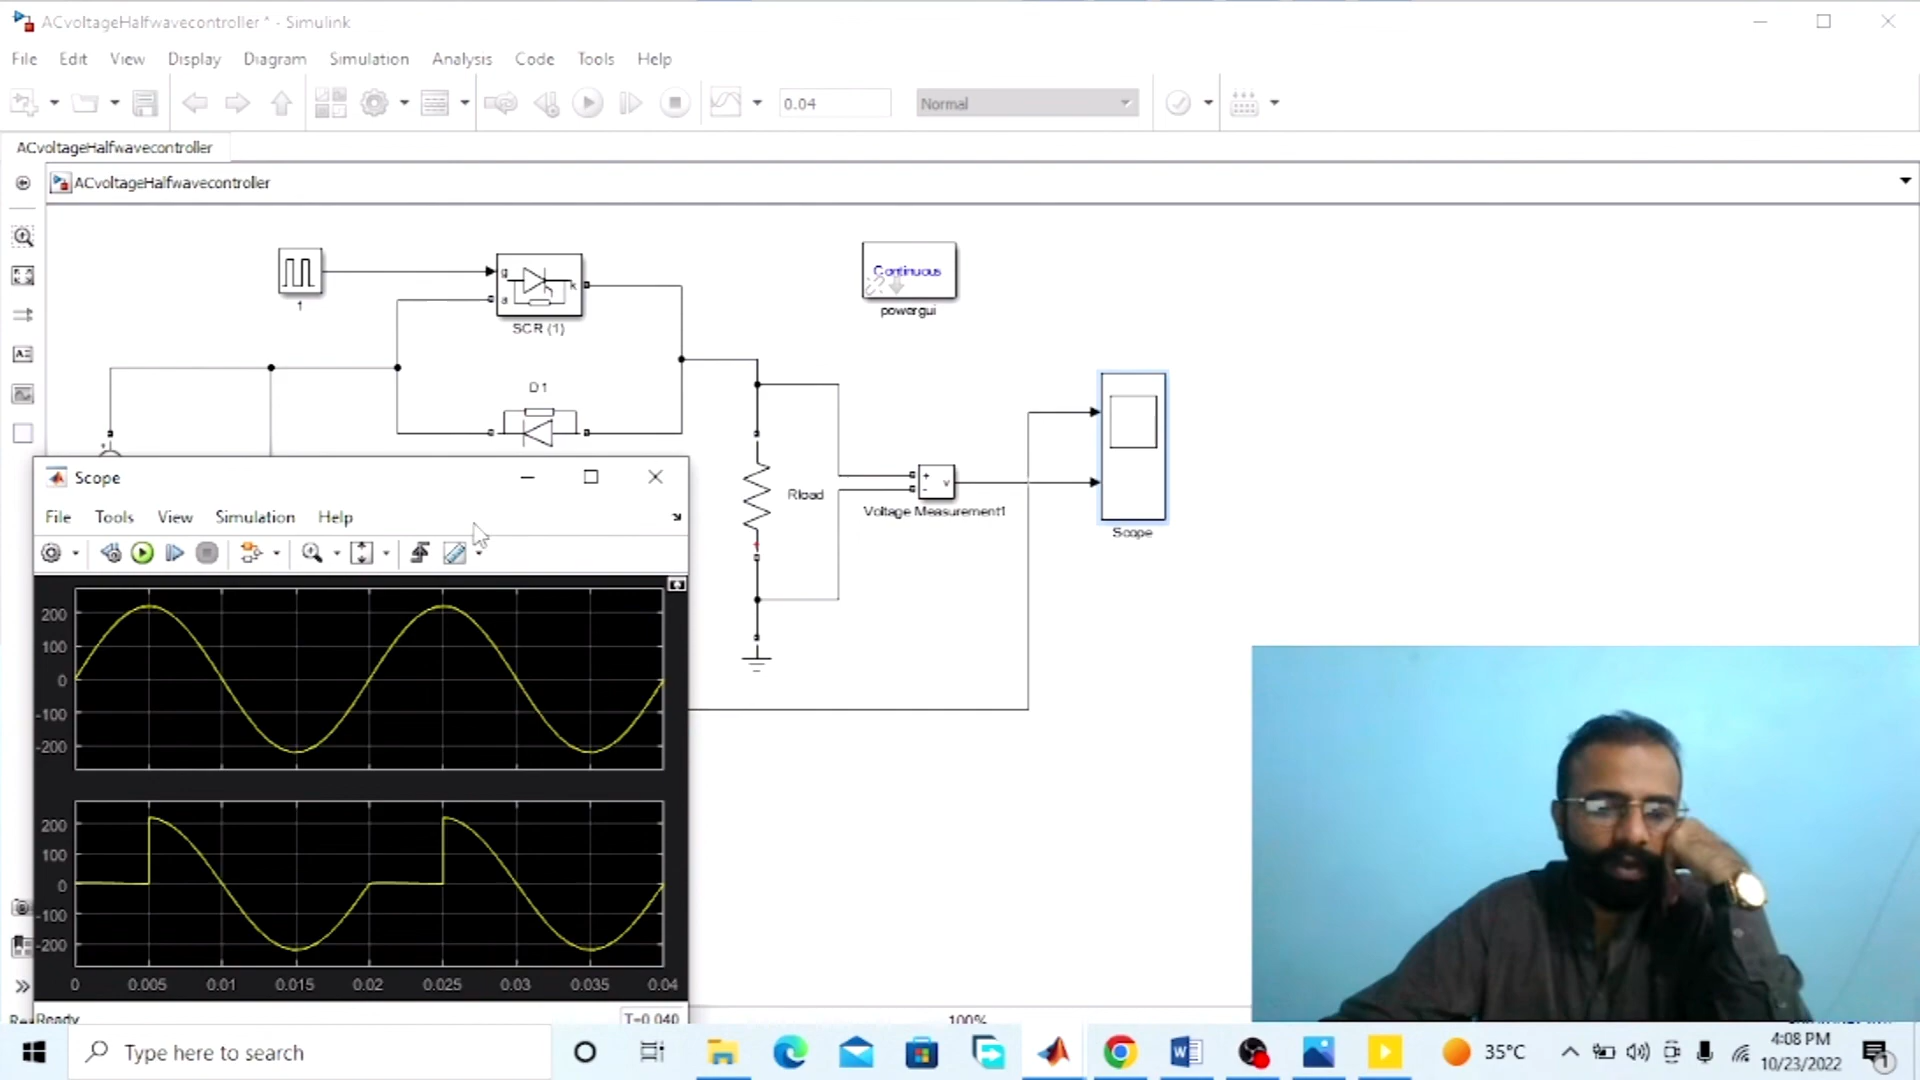 ACvoltageHalfwavecontroller * - Simulink
File Edit View Display Diagram Simulation Analysis Code Tools Help
0.04 Normal
ACvoltageHalfwavecontroller
ACvoltageHalfwavecontroller
1
g
a
k
SCR (1)
D1
Continuous
powergui
Rload
+
-
v
Voltage Measurement1
Scope
Scope
File Tools View Simulation Help
200
100
0
-100
-200
200
100
0
-100
-200
0 0.005 0.01 0.015 0.02 0.025 0.03 0.035 0.04
Ready T=0.040
100%
Type here to search
35°C
4:08 PM
10/23/2022
1